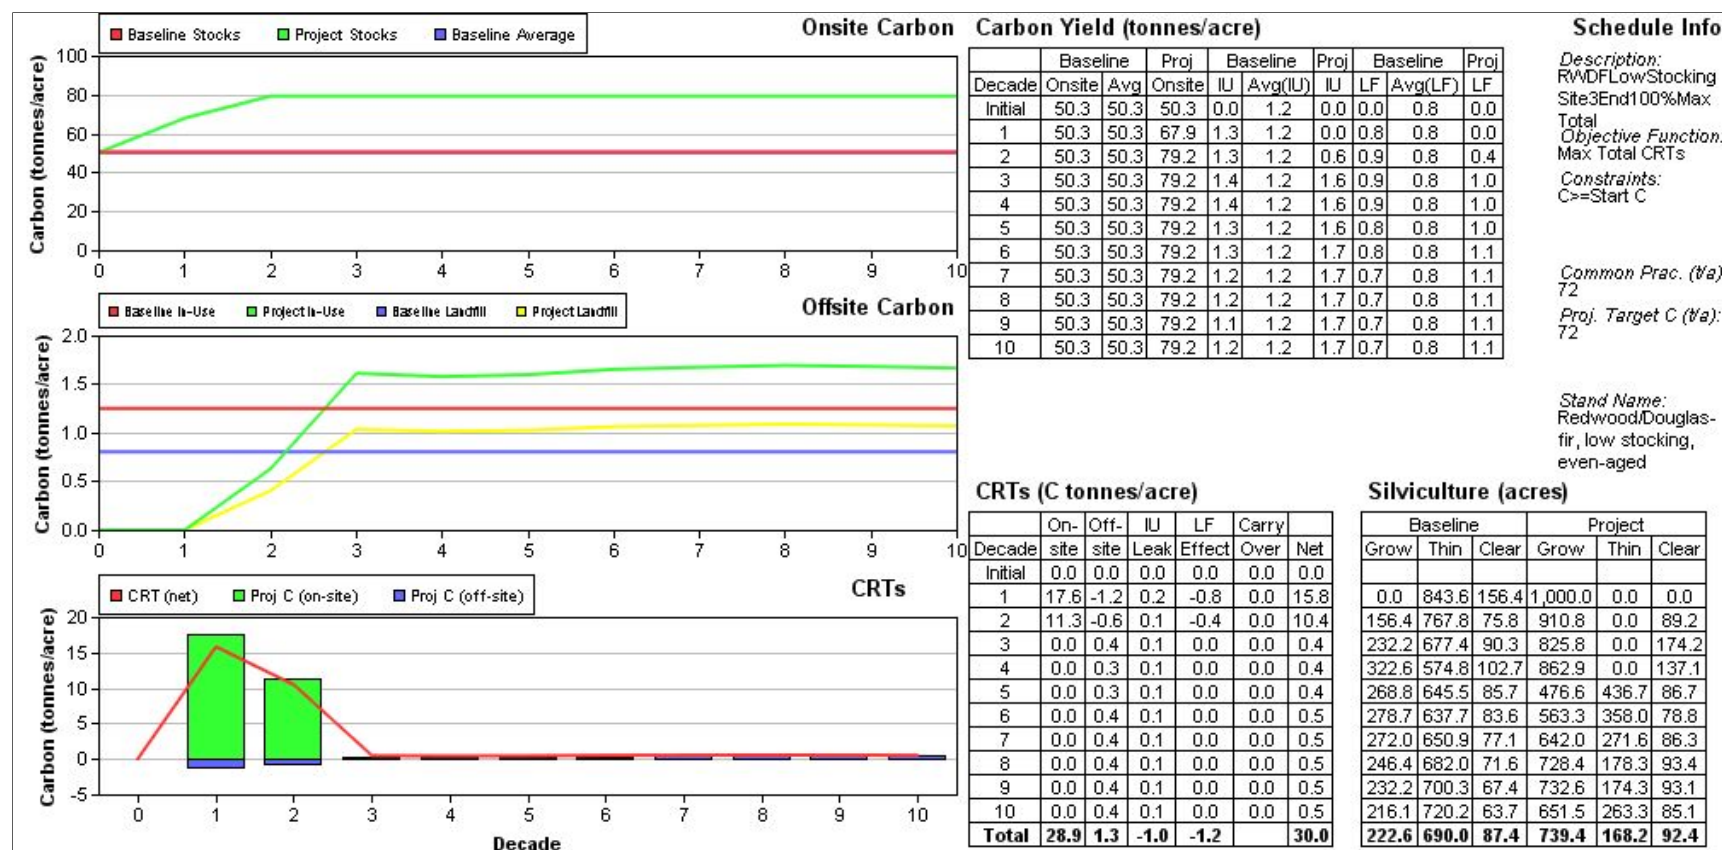 Baseline Stocks Project Stocks Baseline Average
Onsite Carbon
Carbon (tonnes/acre)
100
80
60
40
20
0
0 1 2 3 4 5 6 7 8 9 10
Baseline In-Use Project In-Use Baseline Landfill Project Landfill
Offsite Carbon
Carbon (tonnes/acre)
2.0
1.5
1.0
0.5
0.0
0 1 2 3 4 5 6 7 8 9 10
CRT (net) Proj C (on-site) Proj C (off-site)
CRTs
Carbon (tonnes/acre)
20
15
10
5
0
-5
0 1 2 3 4 5 6 7 8 9 10
Decade
Carbon Yield (tonnes/acre)
Baseline Proj Baseline Proj Baseline Proj
Decade Onsite Avg Onsite IU Avg(IU) IU LF Avg(LF) LF
Initial 50.3 50.3 50.3 0.0 1.2 0.0 0.0 0.8 0.0
1 50.3 50.3 67.9 1.3 1.2 0.0 0.8 0.8 0.0
2 50.3 50.3 79.2 1.3 1.2 0.6 0.9 0.8 0.4
3 50.3 50.3 79.2 1.4 1.2 1.6 0.9 0.8 1.0
4 50.3 50.3 79.2 1.4 1.2 1.6 0.9 0.8 1.0
5 50.3 50.3 79.2 1.3 1.2 1.6 0.8 0.8 1.0
6 50.3 50.3 79.2 1.3 1.2 1.7 0.8 0.8 1.1
7 50.3 50.3 79.2 1.2 1.2 1.7 0.7 0.8 1.1
8 50.3 50.3 79.2 1.2 1.2 1.7 0.7 0.8 1.1
9 50.3 50.3 79.2 1.1 1.2 1.7 0.7 0.8 1.1
10 50.3 50.3 79.2 1.2 1.2 1.7 0.7 0.8 1.1
Schedule Info
Description:
RWDFLowStocking
Site3End100%Max
Total
Objective Function:
Max Total CRTs
Constraints:
C>=Start C
Common Prac. (t/a)
72
Proj. Target C (t/a):
72
Stand Name:
Redwood/Douglas-
fir, low stocking,
even-aged
CRTs (C tonnes/acre)
On- Off- IU LF Carry
Decade site site Leak Effect Over Net
Initial 0.0 0.0 0.0 0.0 0.0 0.0
1 17.6 -1.2 0.2 -0.8 0.0 15.8
2 11.3 -0.6 0.1 -0.4 0.0 10.4
3 0.0 0.4 0.1 0.0 0.0 0.4
4 0.0 0.3 0.1 0.0 0.0 0.4
5 0.0 0.3 0.1 0.0 0.0 0.4
6 0.0 0.4 0.1 0.0 0.0 0.5
7 0.0 0.4 0.1 0.0 0.0 0.5
8 0.0 0.4 0.1 0.0 0.0 0.5
9 0.0 0.4 0.1 0.0 0.0 0.5
10 0.0 0.4 0.1 0.0 0.0 0.5
Total 28.9 1.3 -1.0 -1.2 30.0
Silviculture (acres)
Baseline Project
Grow Thin Clear Grow Thin Clear
0.0 843.6 156.4 1,000.0 0.0 0.0
156.4 767.8 75.8 910.8 0.0 89.2
232.2 677.4 90.3 825.8 0.0 174.2
322.6 574.8 102.7 862.9 0.0 137.1
268.8 645.5 85.7 476.6 436.7 86.7
278.7 637.7 83.6 563.3 358.0 78.8
272.0 650.9 77.1 642.0 271.6 86.3
246.4 682.0 71.6 728.4 178.3 93.4
232.2 700.3 67.4 732.6 174.3 93.1
216.1 720.2 63.7 651.5 263.3 85.1
222.6 690.0 87.4 739.4 168.2 92.4